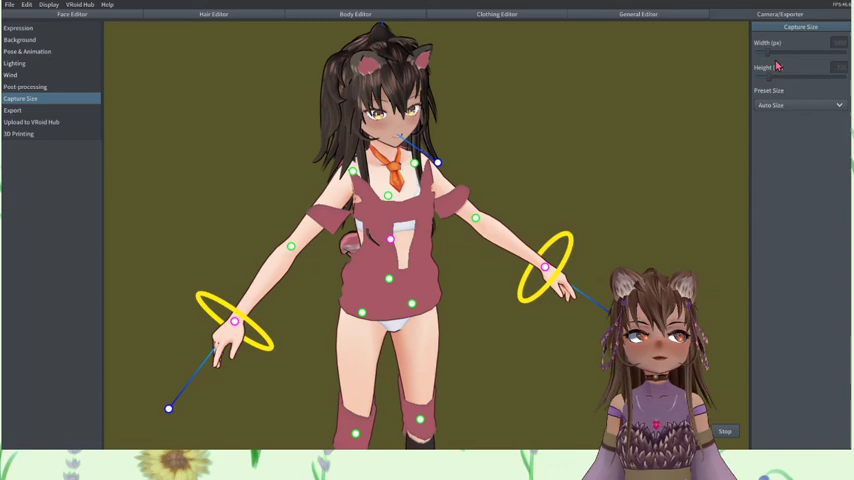 File Edit Display VRoid Hub Help
Face Editor Hair Editor Body Editor Clothing Editor General Editor Camera/Exporter
Expression
Background
Pose & Animation
Lighting
Wind
Post-processing
Capture Size
Export
Upload to VRoid Hub
3D Printing
Capture Size
Width (px)
Height
Preset Size
Auto Size
Stop